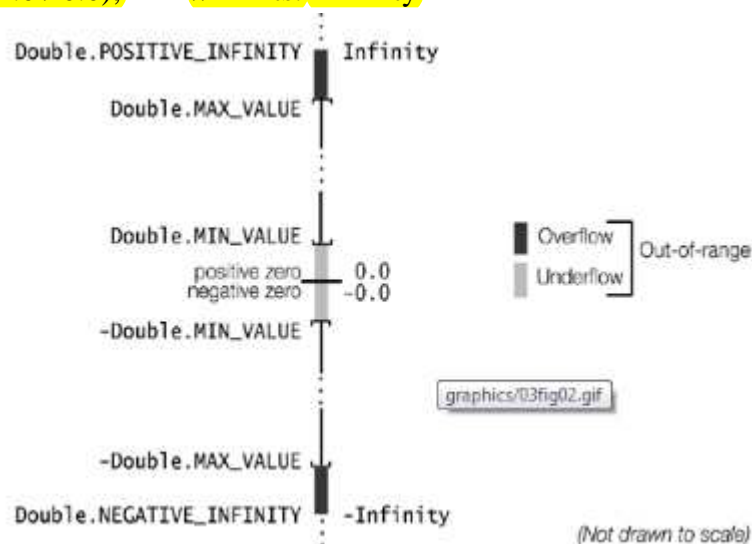 Double.POSITIVE_INFINITY Infinity
Double.MAX_VALUE
Double.MIN_VALUE
Overflow
Out-of-range
positive zero 0.0
Underflow
negative zero -0.0
-Double.MIN_VALUE
graphics/03fig02.gif
-Double.MAX_VALUE
Double.NEGATIVE_INFINITY -Infinity
(Not drawn to scale)